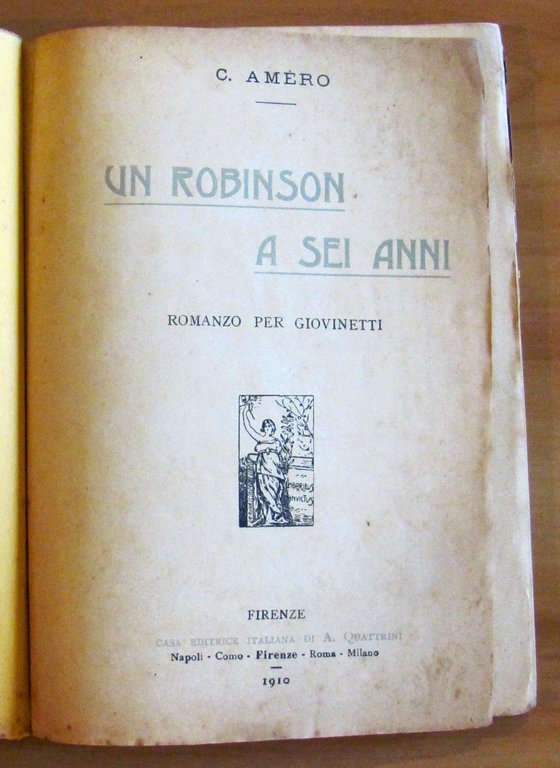 C. AMÈRO
UN ROBINSON
A SEI ANNI
ROMANZO PER GIOVINETTI
INVICTUS
FIRENZE
CASA EDITRICE ITALIANA DI A. QUATTRINI
Napoli - Como - Firenze - Roma - Milano
1910